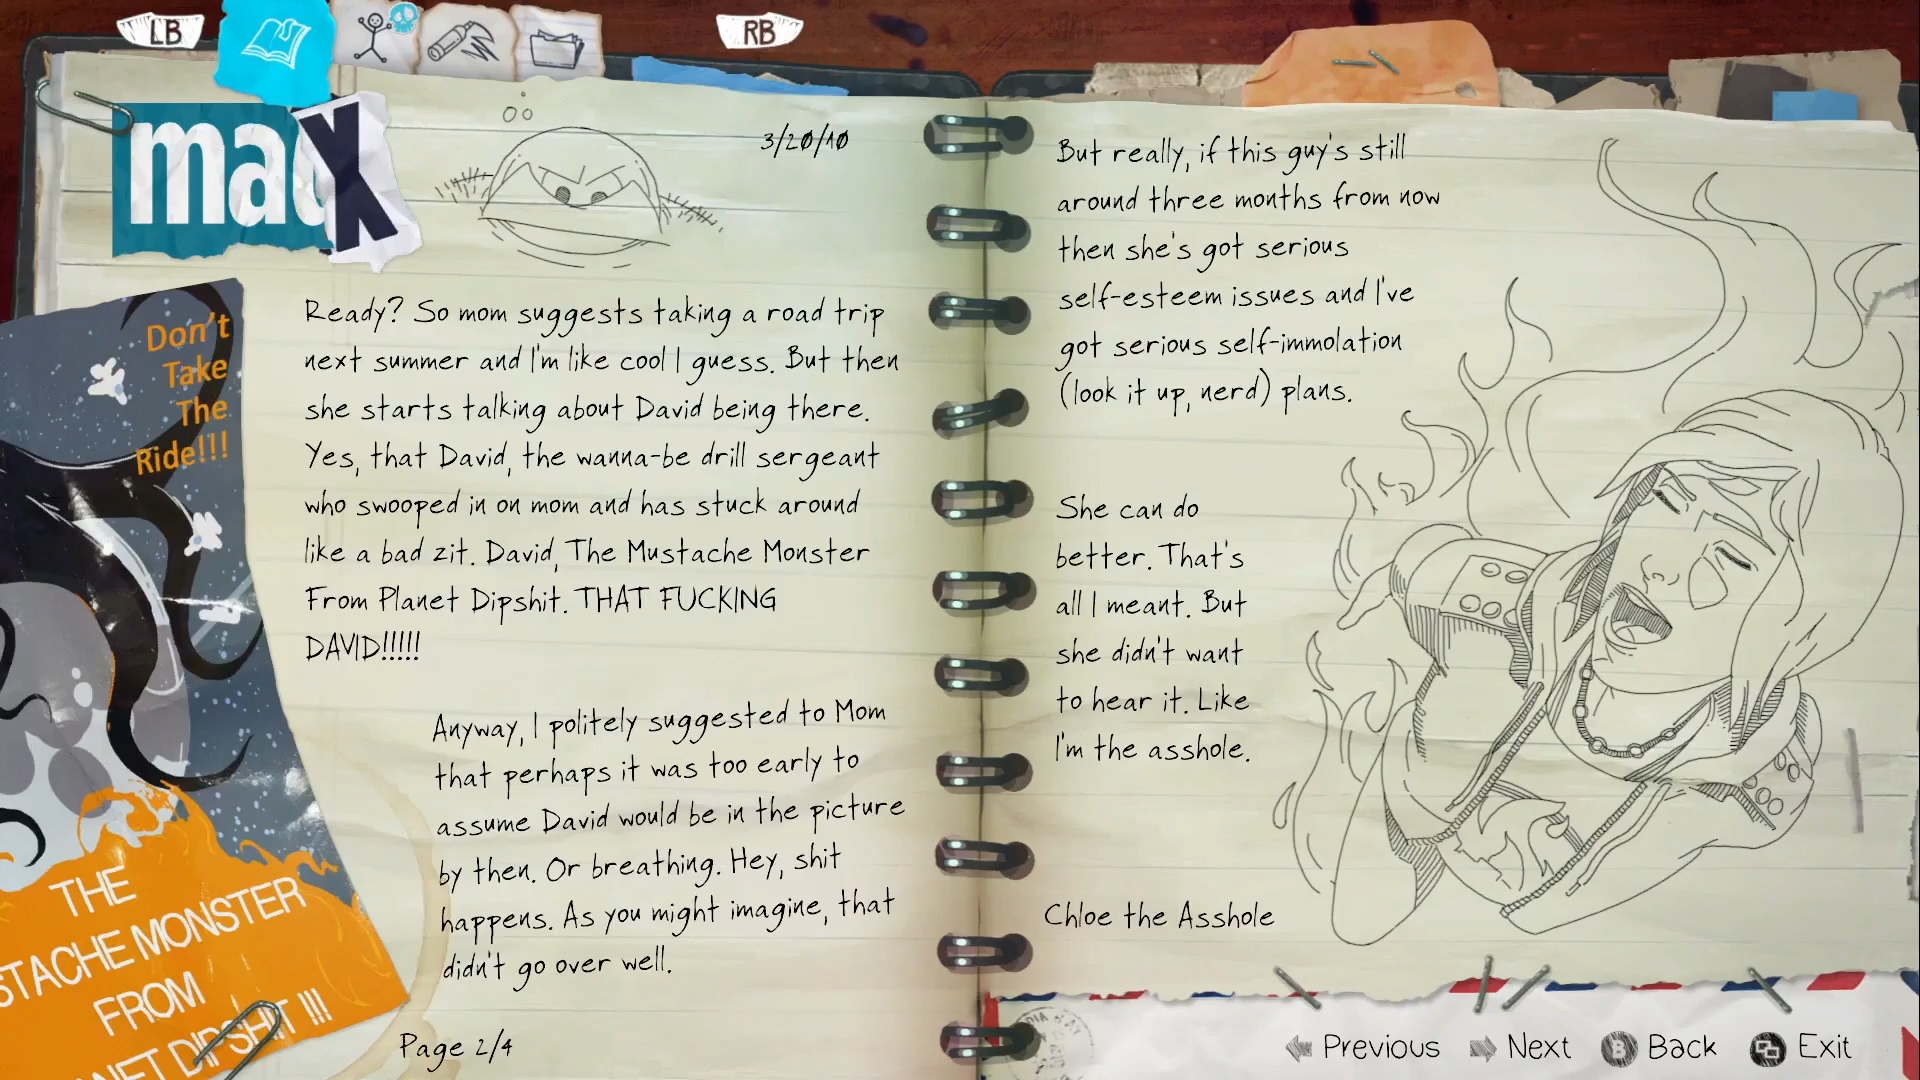 LB
RB
max
3/20/10
Don't
Take
The
Ride!!!
Ready? So mom suggests taking a road trip
next summer and I'm like cool I guess. But then
she starts talking about David being there.
Yes, that David, the wanna-be drill sergeant
who swooped in on mom and has stuck around
like a bad zit. David, The Mustache Monster
From Planet Dipshit. THAT FUCKING
DAVID!!!!!
Anyway, I politely suggested to Mom
that perhaps it was too early to
assume David would be in the picture
by then. Or breathing. Hey, shit
happens. As you might imagine, that
didn't go over well.
THE
STACHE MONSTER
FROM
NET DIPSHIT !!!
Page 2/4
But really, if this guy's still
around three months from now
then she's got serious
self-esteem issues and I've
got serious self-immolation
(look it up, nerd) plans.
She can do
better. That's
all I meant. But
she didn't want
to hear it. Like
I'm the asshole.
Chloe the Asshole
Previous
Next
B Back
Exit